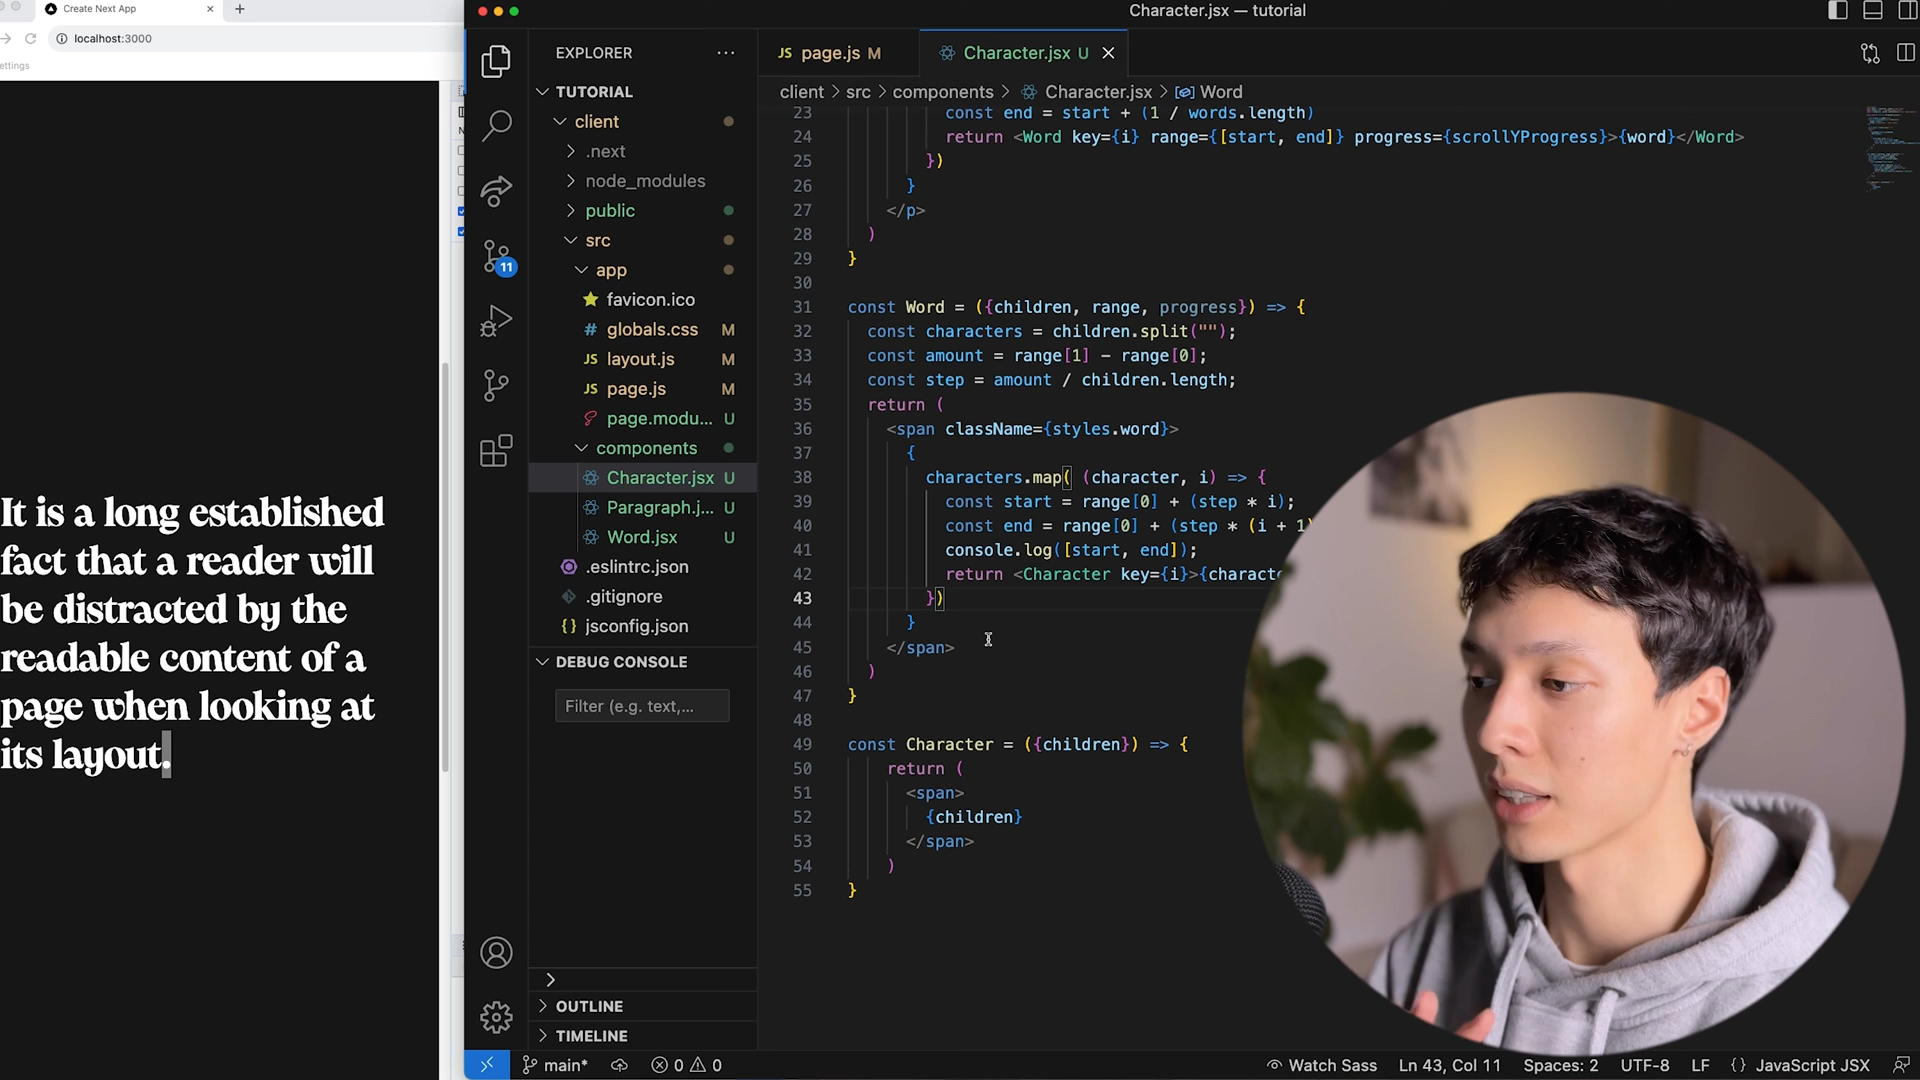 Create Next App
localhost:3000
ettings
It is a long established
fact that a reader will
be distracted by the
readable content of a
page when looking at
its layout.
Character.jsx — tutorial
EXPLORER
TUTORIAL
client
.next
node_modules
public
src
app
favicon.ico
globals.css M
layout.js M
page.js M
page.modu... U
components
Character.jsx U
Paragraph.j... U
Word.jsx U
.eslintrc.json
.gitignore
jsconfig.json
DEBUG CONSOLE
Filter (e.g. text,...
OUTLINE
TIMELINE
11
JS page.js M
Character.jsx U
client > src > components > Character.jsx > Word
23 const end = start + (1 / words.length)
24 return <Word key={i} range={[start, end]} progress={scrollYProgress}>{word}</Word>
25 })
26 }
27 </p>
28 )
29 }
30
31 const Word = ({children, range, progress}) => {
32 const characters = children.split("");
33 const amount = range[1] - range[0];
34 const step = amount / children.length;
35 return (
36 <span className={styles.word}>
37 {
38 characters.map( (character, i) => {
39 const start = range[0] + (step * i);
40 const end = range[0] + (step * (i + 1)
41 console.log([start, end]);
42 return <Character key={i}>{characte
43 })
44 }
45 </span>
46 )
47 }
48
49 const Character = ({children}) => {
50 return (
51 <span>
52 {children}
53 </span>
54 )
55 }
main* 0 0 Watch Sass Ln 43, Col 11 Spaces: 2 UTF-8 LF {} JavaScript JSX